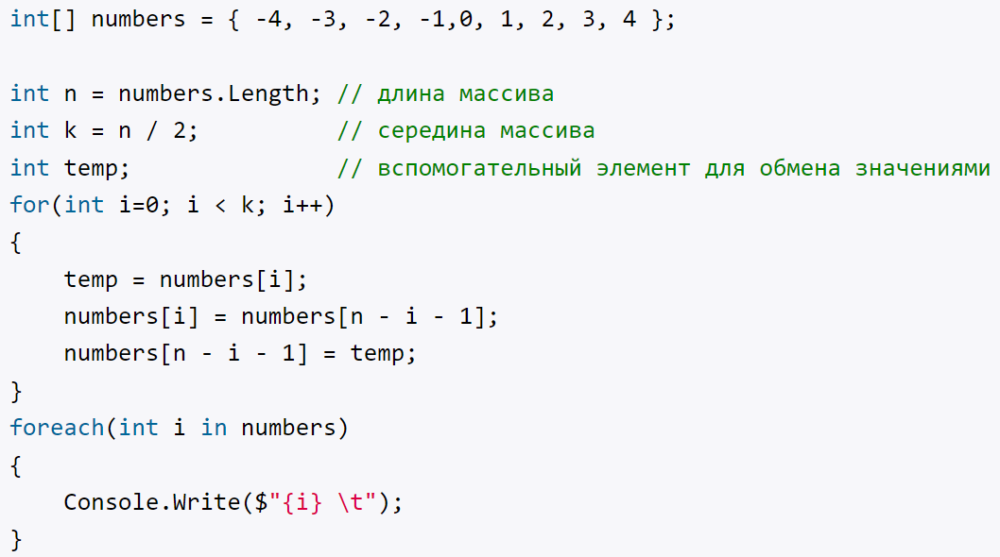 int[] numbers = { -4, -3, -2, -1,0, 1, 2, 3, 4 };
int n = numbers.Length; // длина массива
int k = n / 2;          // середина массива
int temp;               // вспомогательный элемент для обмена значениями
for(int i=0; i < k; i++)
{
    temp = numbers[i];
    numbers[i] = numbers[n - i - 1];
    numbers[n - i - 1] = temp;
}
foreach(int i in numbers)
{
    Console.Write($"{i} \t");
}